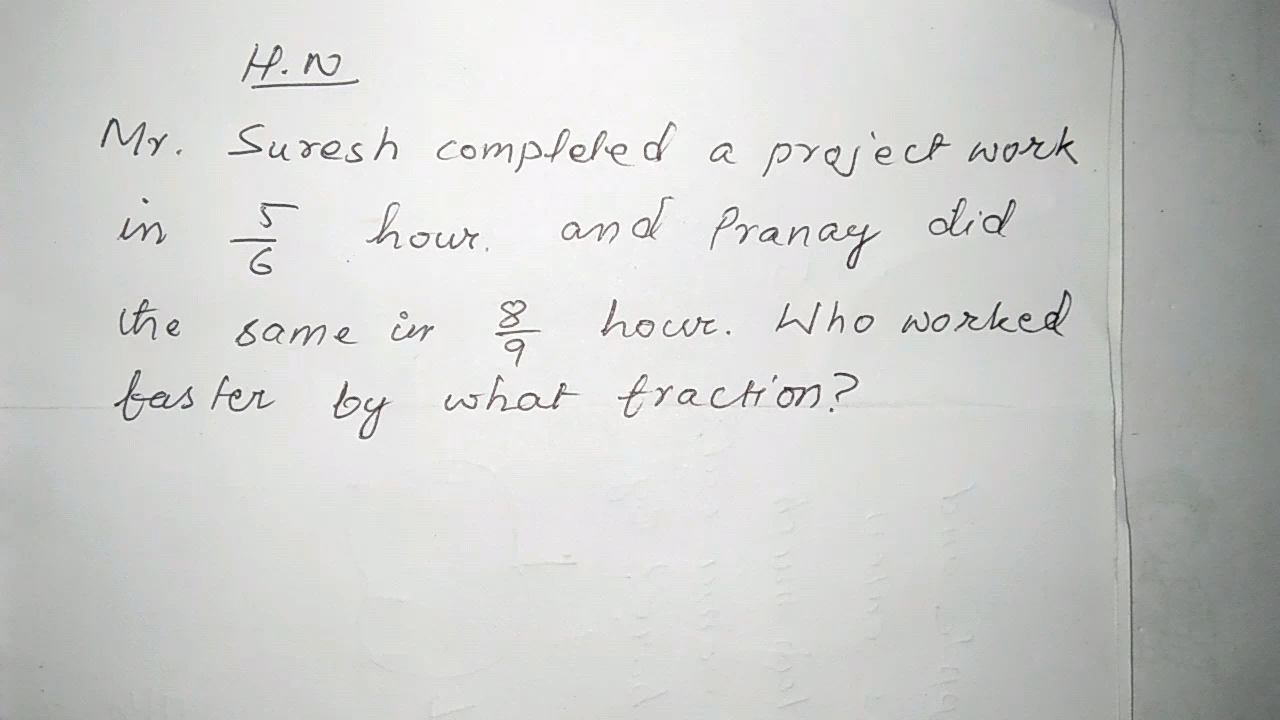 H.N
Mr. Suresh completed a project work
in 5/6 hour. and Pranay did
the same in 8/9 hour. Who worked
faster by what fraction?